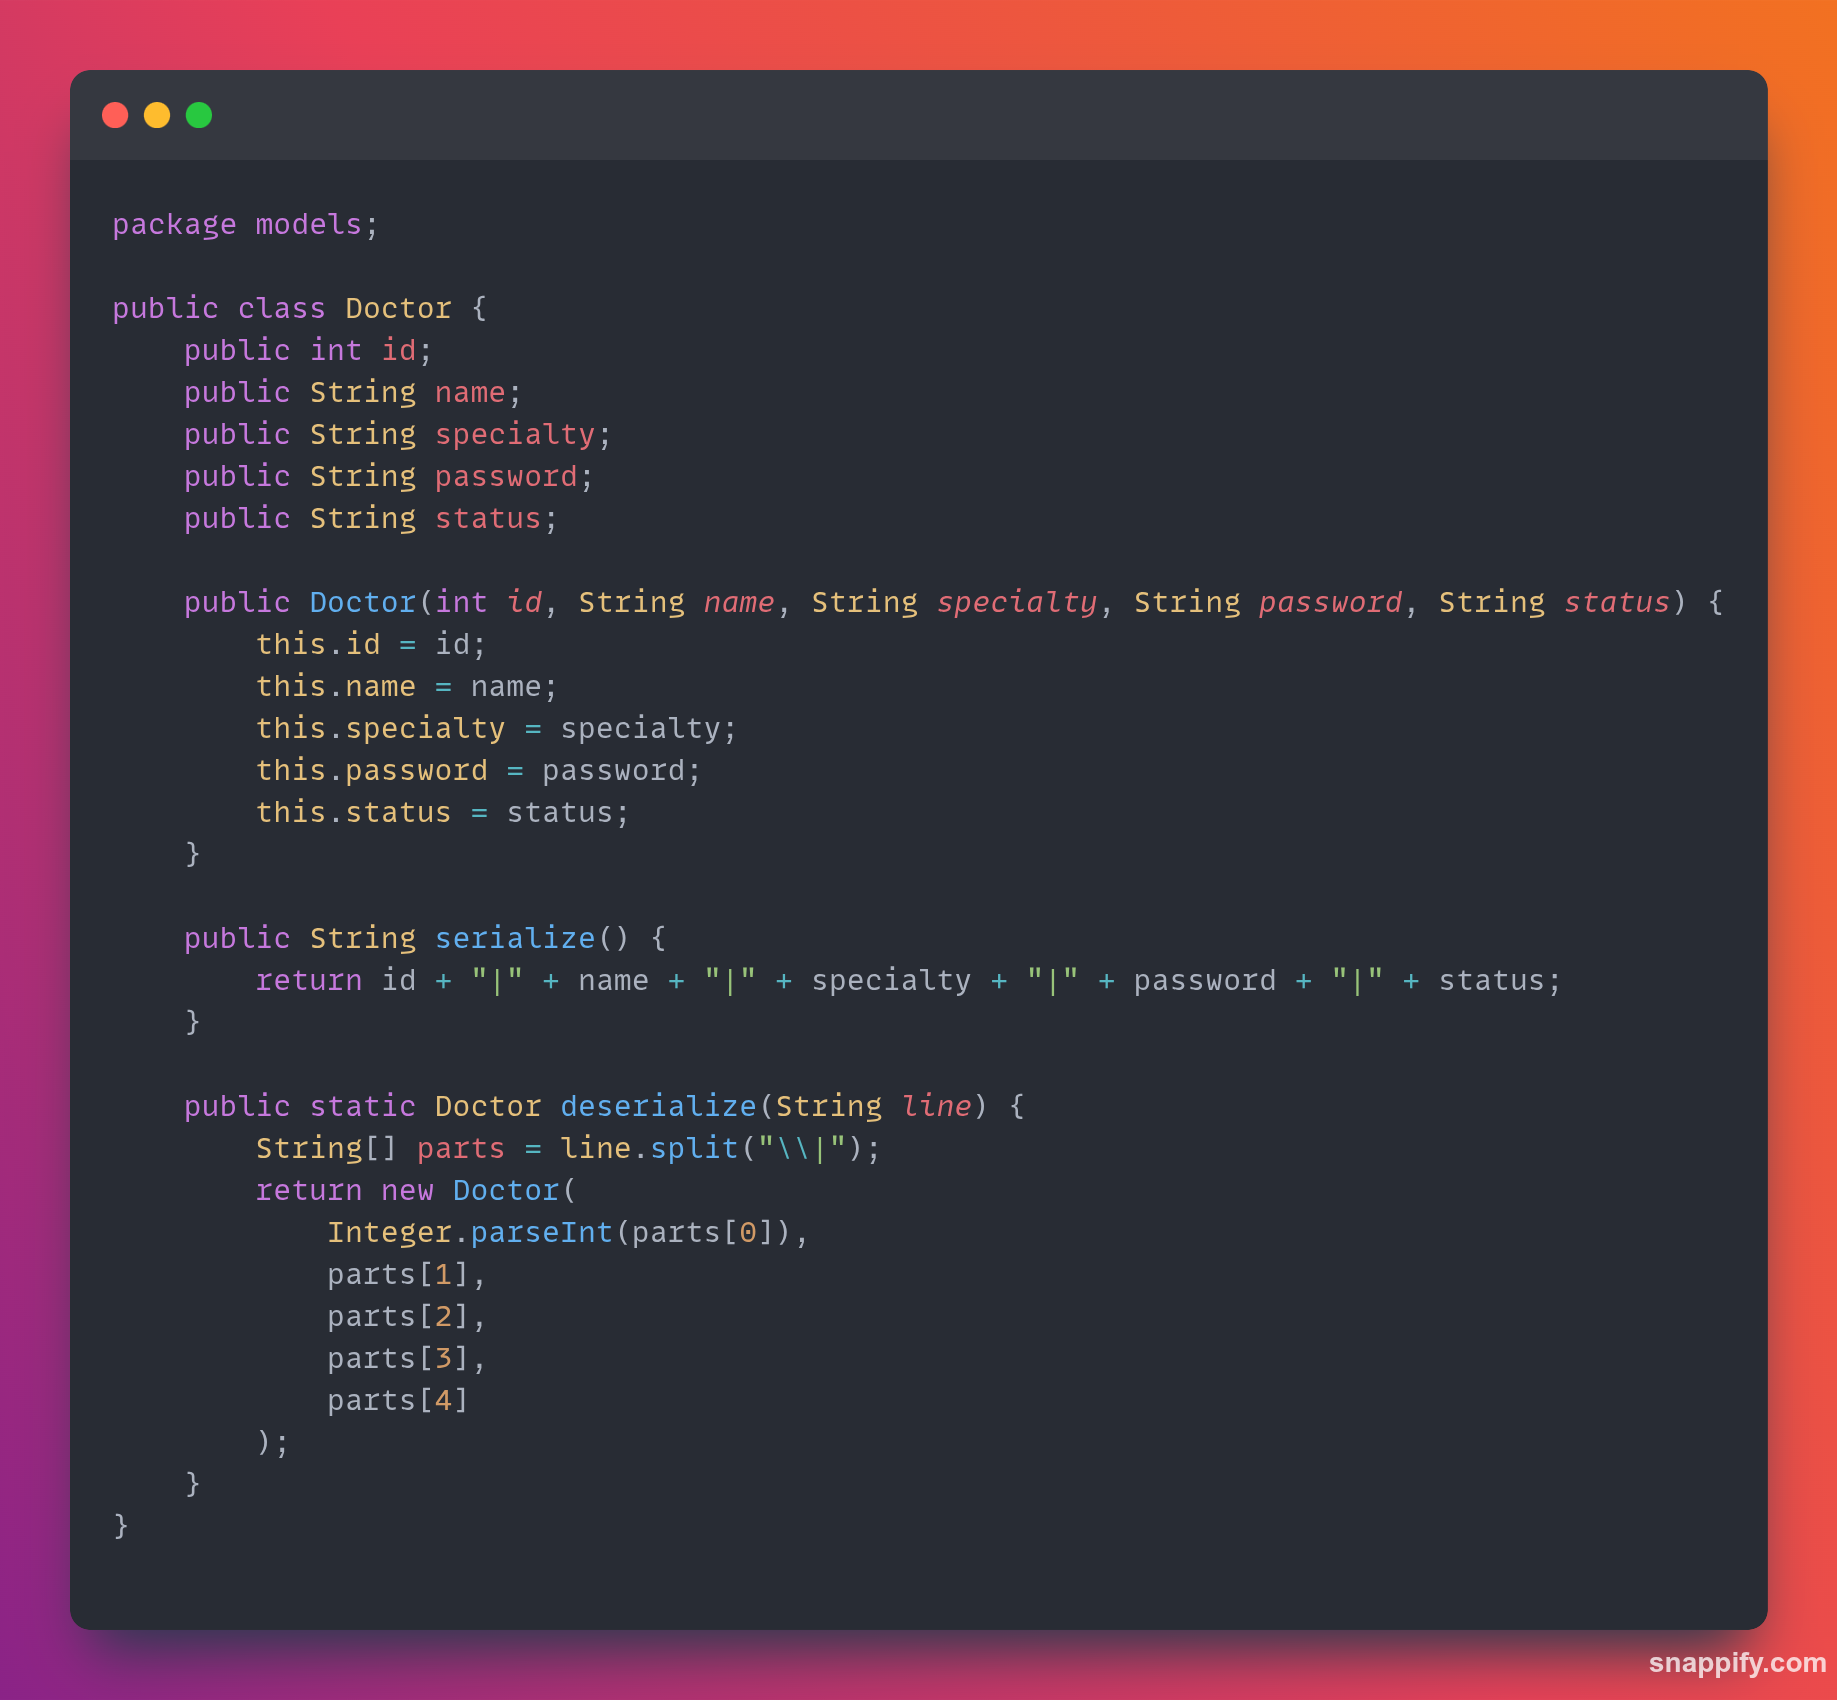 package models;

public class Doctor {
    public int id;
    public String name;
    public String specialty;
    public String password;
    public String status;

    public Doctor(int id, String name, String specialty, String password, String status) {
        this.id = id;
        this.name = name;
        this.specialty = specialty;
        this.password = password;
        this.status = status;
    }

    public String serialize() {
        return id + "|" + name + "|" + specialty + "|" + password + "|" + status;
    }

    public static Doctor deserialize(String line) {
        String[] parts = line.split("\\|");
        return new Doctor(
            Integer.parseInt(parts[0]),
            parts[1],
            parts[2],
            parts[3],
            parts[4]
        );
    }
}
snappify.com